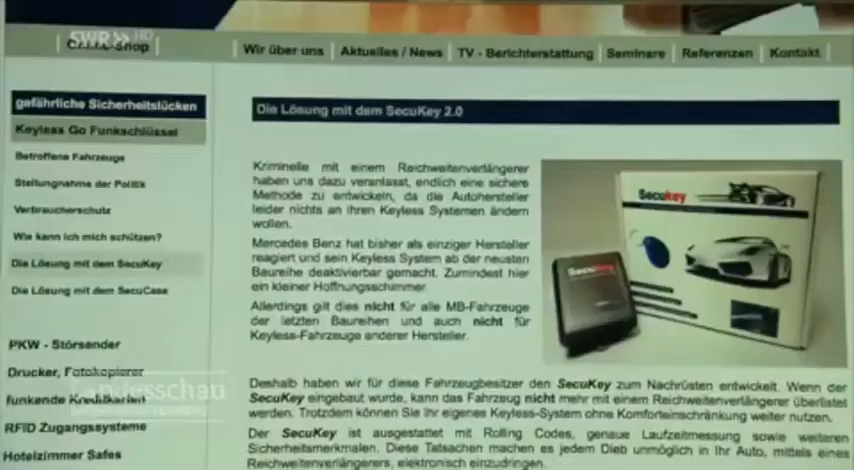 SWR HD
Shop
Wir über uns | Aktuelles / News | TV - Berichterstattung | Seminare | Referenzen | Kontakt
gefährliche Sicherheitslücken
Keyless Go Funkschlüssel
Betroffene Fahrzeuge
Stellungnahme der Politik
Verbraucherschutz
Wie kann ich mich schützen?
Die Lösung mit dem SecuKey
Die Lösung mit dem SecuCase
PKW - Störsender
Drucker, Fotokopierer
funkende Kreditkarten
RFID Zugangssysteme
Hotelzimmer Safes
Landesschau
Die Lösung mit dem SecuKey 2.0
Kriminelle mit einem Reichweitenverlängerer
haben uns dazu veranlasst, endlich eine sichere
Methode zu entwickeln, da die Autohersteller
leider nichts an ihren Keyless Systemen ändern
wollen.
Mercedes Benz hat bisher als einziger Hersteller
reagiert und sein Keyless System ab der neusten
Baureihe deaktivierbar gemacht. Zumindest hier
ein kleiner Hoffnungsschimmer.
Allerdings gilt dies nicht für alle MB-Fahrzeuge
der letzten Baureihen und auch nicht für
Keyless-Fahrzeuge anderer Hersteller.
Secukey
Secukey
Deshalb haben wir für diese Fahrzeugbesitzer den SecuKey zum Nachrüsten entwickelt. Wenn der
SecuKey eingebaut wurde, kann das Fahrzeug nicht mehr mit einem Reichweitenverlängerer überlistet
werden. Trotzdem können Sie Ihr eigenes Keyless-System ohne Komforteinschränkung weiter nutzen.
Der SecuKey ist ausgestattet mit Rolling Codes, genaue Laufzeitmessung sowie weiteren
Sicherheitsmerkmalen. Diese Tatsachen machen es jedem Dieb unmöglich in Ihr Auto, mittels eines
Reichweitenverlängerers, elektronisch einzudringen.